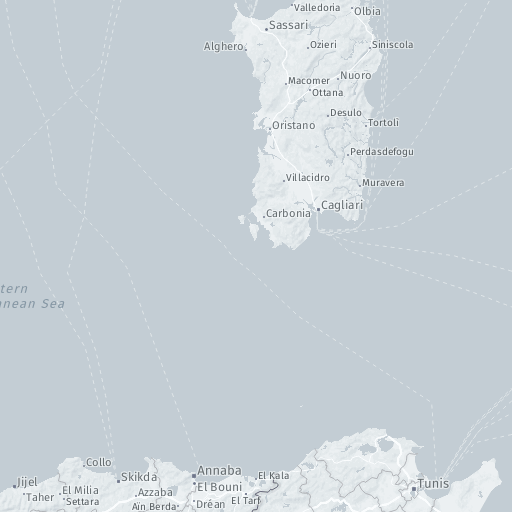 Valledoria
Olbia
Sassari
Alghero
Ozieri
Siniscola
Macomer
Nuoro
Ottana
Desulo
Oristano
Tortolì
Perdasdefogu
Villacidro
Muravera
Carbonia
Cagliari
tern
nean Sea
Collo
Annaba
Jijel
Skikda
El Kala
El Milia
El Bouni
Tunis
Taher
Azzaba
Settara
El Tarf
Ain Berda
Dréan